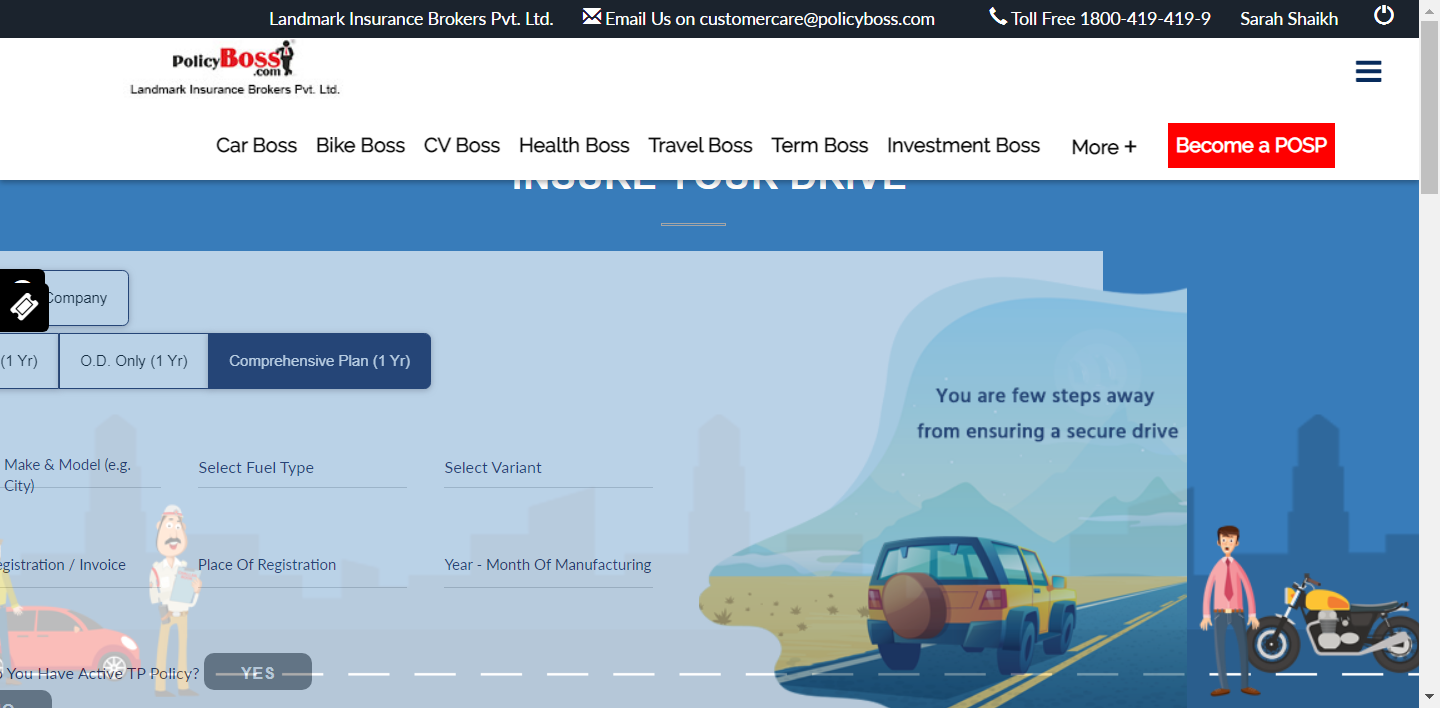 Landmark Insurance Brokers Pvt. Ltd. Email Us on customercare@policyboss.com Toll Free 1800-419-419-9 Sarah Shaikh
PolicyBoss
.com
Landmark Insurance Brokers Pvt. Ltd.
Car Boss Bike Boss CV Boss Health Boss Travel Boss Term Boss Investment Boss More + Become a POSP
INSURE YOUR DRIVE
Company
(1 Yr) O.D. Only (1 Yr) Comprehensive Plan (1 Yr)
You are few steps away
from ensuring a secure drive
Make & Model (e.g.
City)
Select Fuel Type Select Variant
egistration / Invoice Place Of Registration Year - Month Of Manufacturing
o You Have Active TP Policy? YES